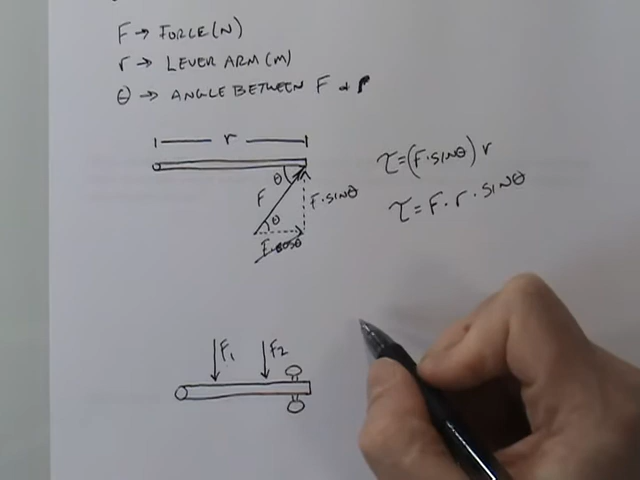 F → FORCE (N)
r → LEVER ARM (M)
θ → ANGLE BETWEEN F & r
r
θ
F
F·SINθ
θ
F·COSθ
τ=(F·SINθ) r
τ=F·r·SINθ
F1
F2